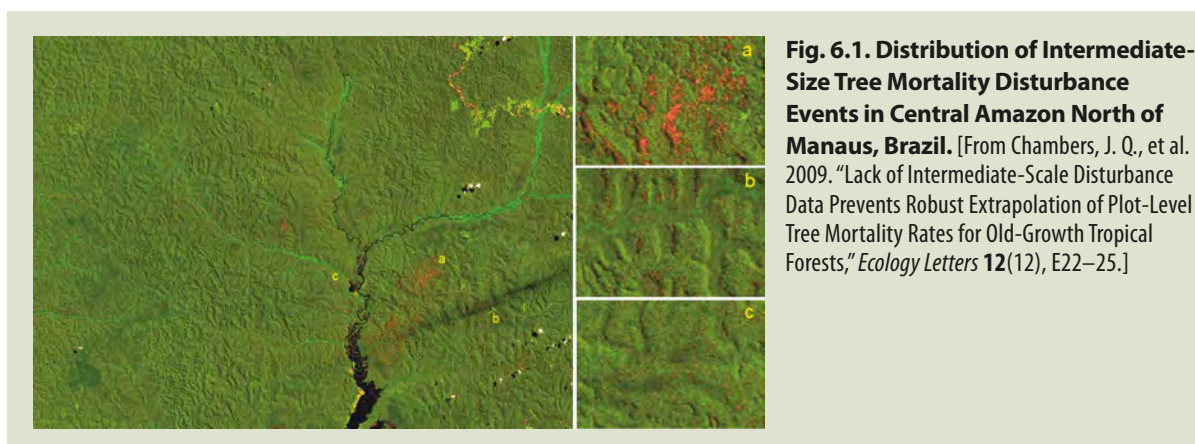 a
c
a
b
b
c
Fig. 6.1. Distribution of Intermediate-
Size Tree Mortality Disturbance
Events in Central Amazon North of
Manaus, Brazil. [From Chambers, J. Q., et al.
2009. “Lack of Intermediate-Scale Disturbance
Data Prevents Robust Extrapolation of Plot-Level
Tree Mortality Rates for Old-Growth Tropical
Forests,” Ecology Letters 12(12), E22–25.]